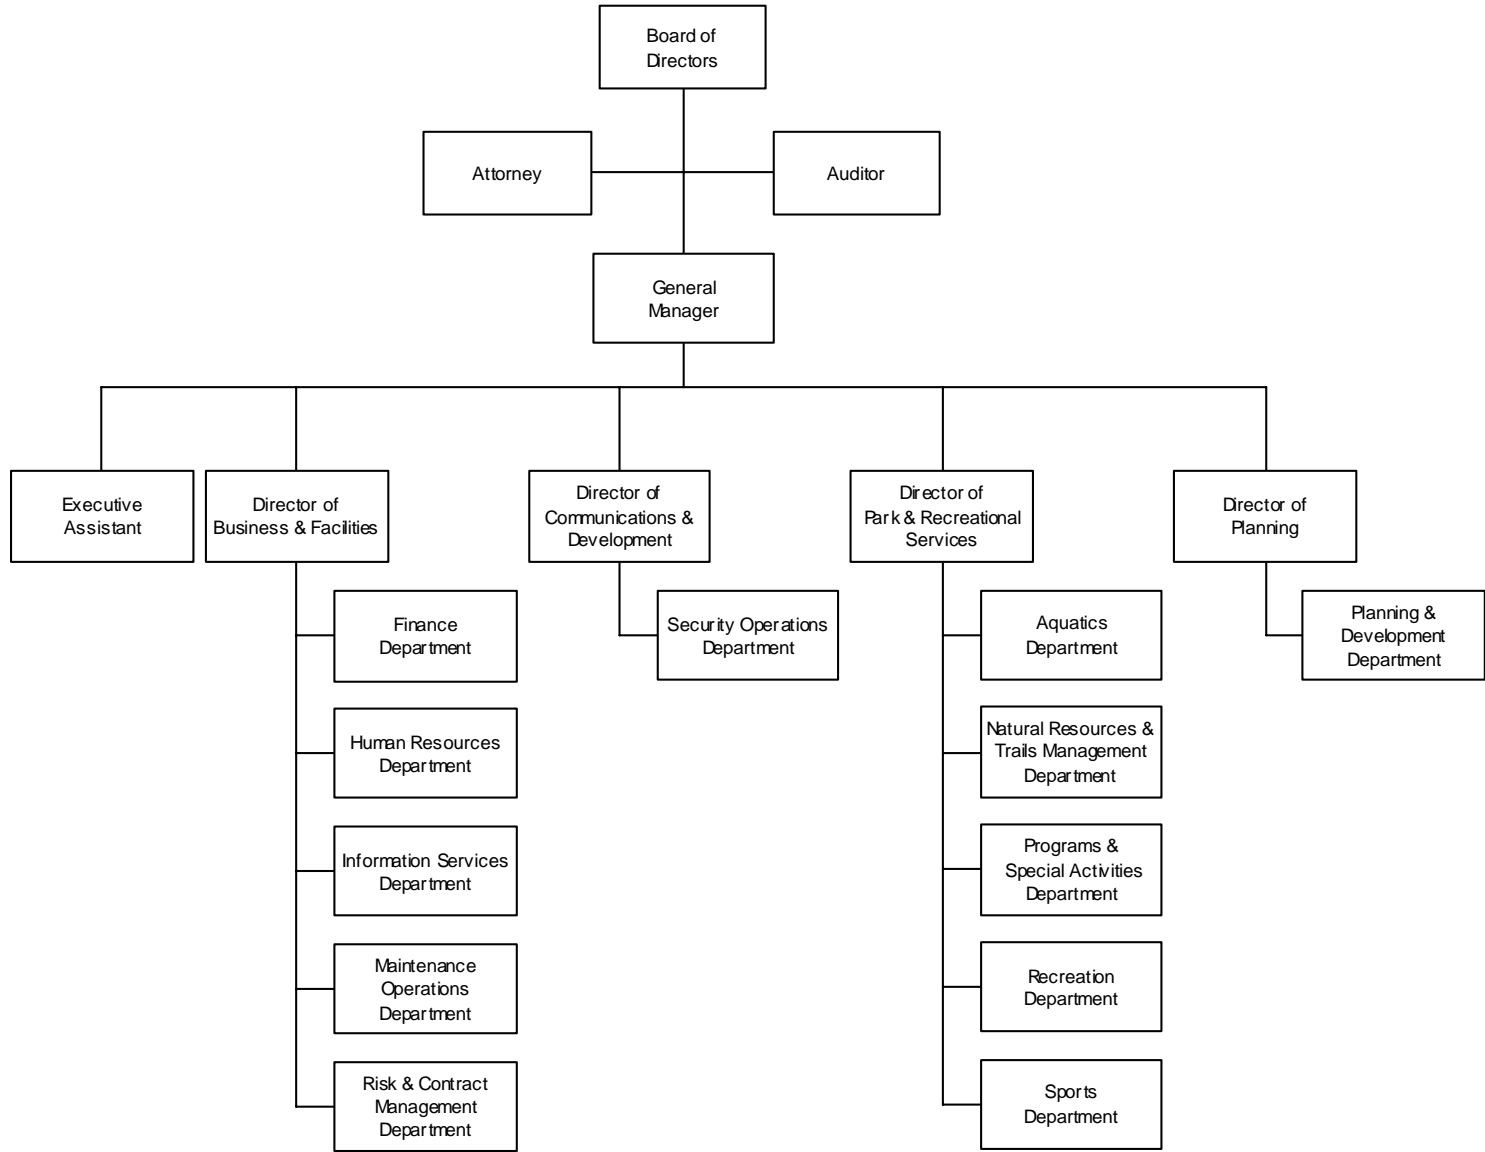 Board of
Directors
Attorney
Auditor
General
Manager
Executive
Assistant
Director of
Business & Facilities
Director of
Communications &
Development
Director of
Park & Recreational
Services
Director of
Planning
Finance
Department
Security Operations
Department
Aquatics
Department
Planning &
Development
Department
Human Resources
Department
Natural Resources &
Trails Management
Department
Information Services
Department
Programs &
Special Activities
Department
Maintenance
Operations
Department
Recreation
Department
Risk & Contract
Management
Department
Sports
Department